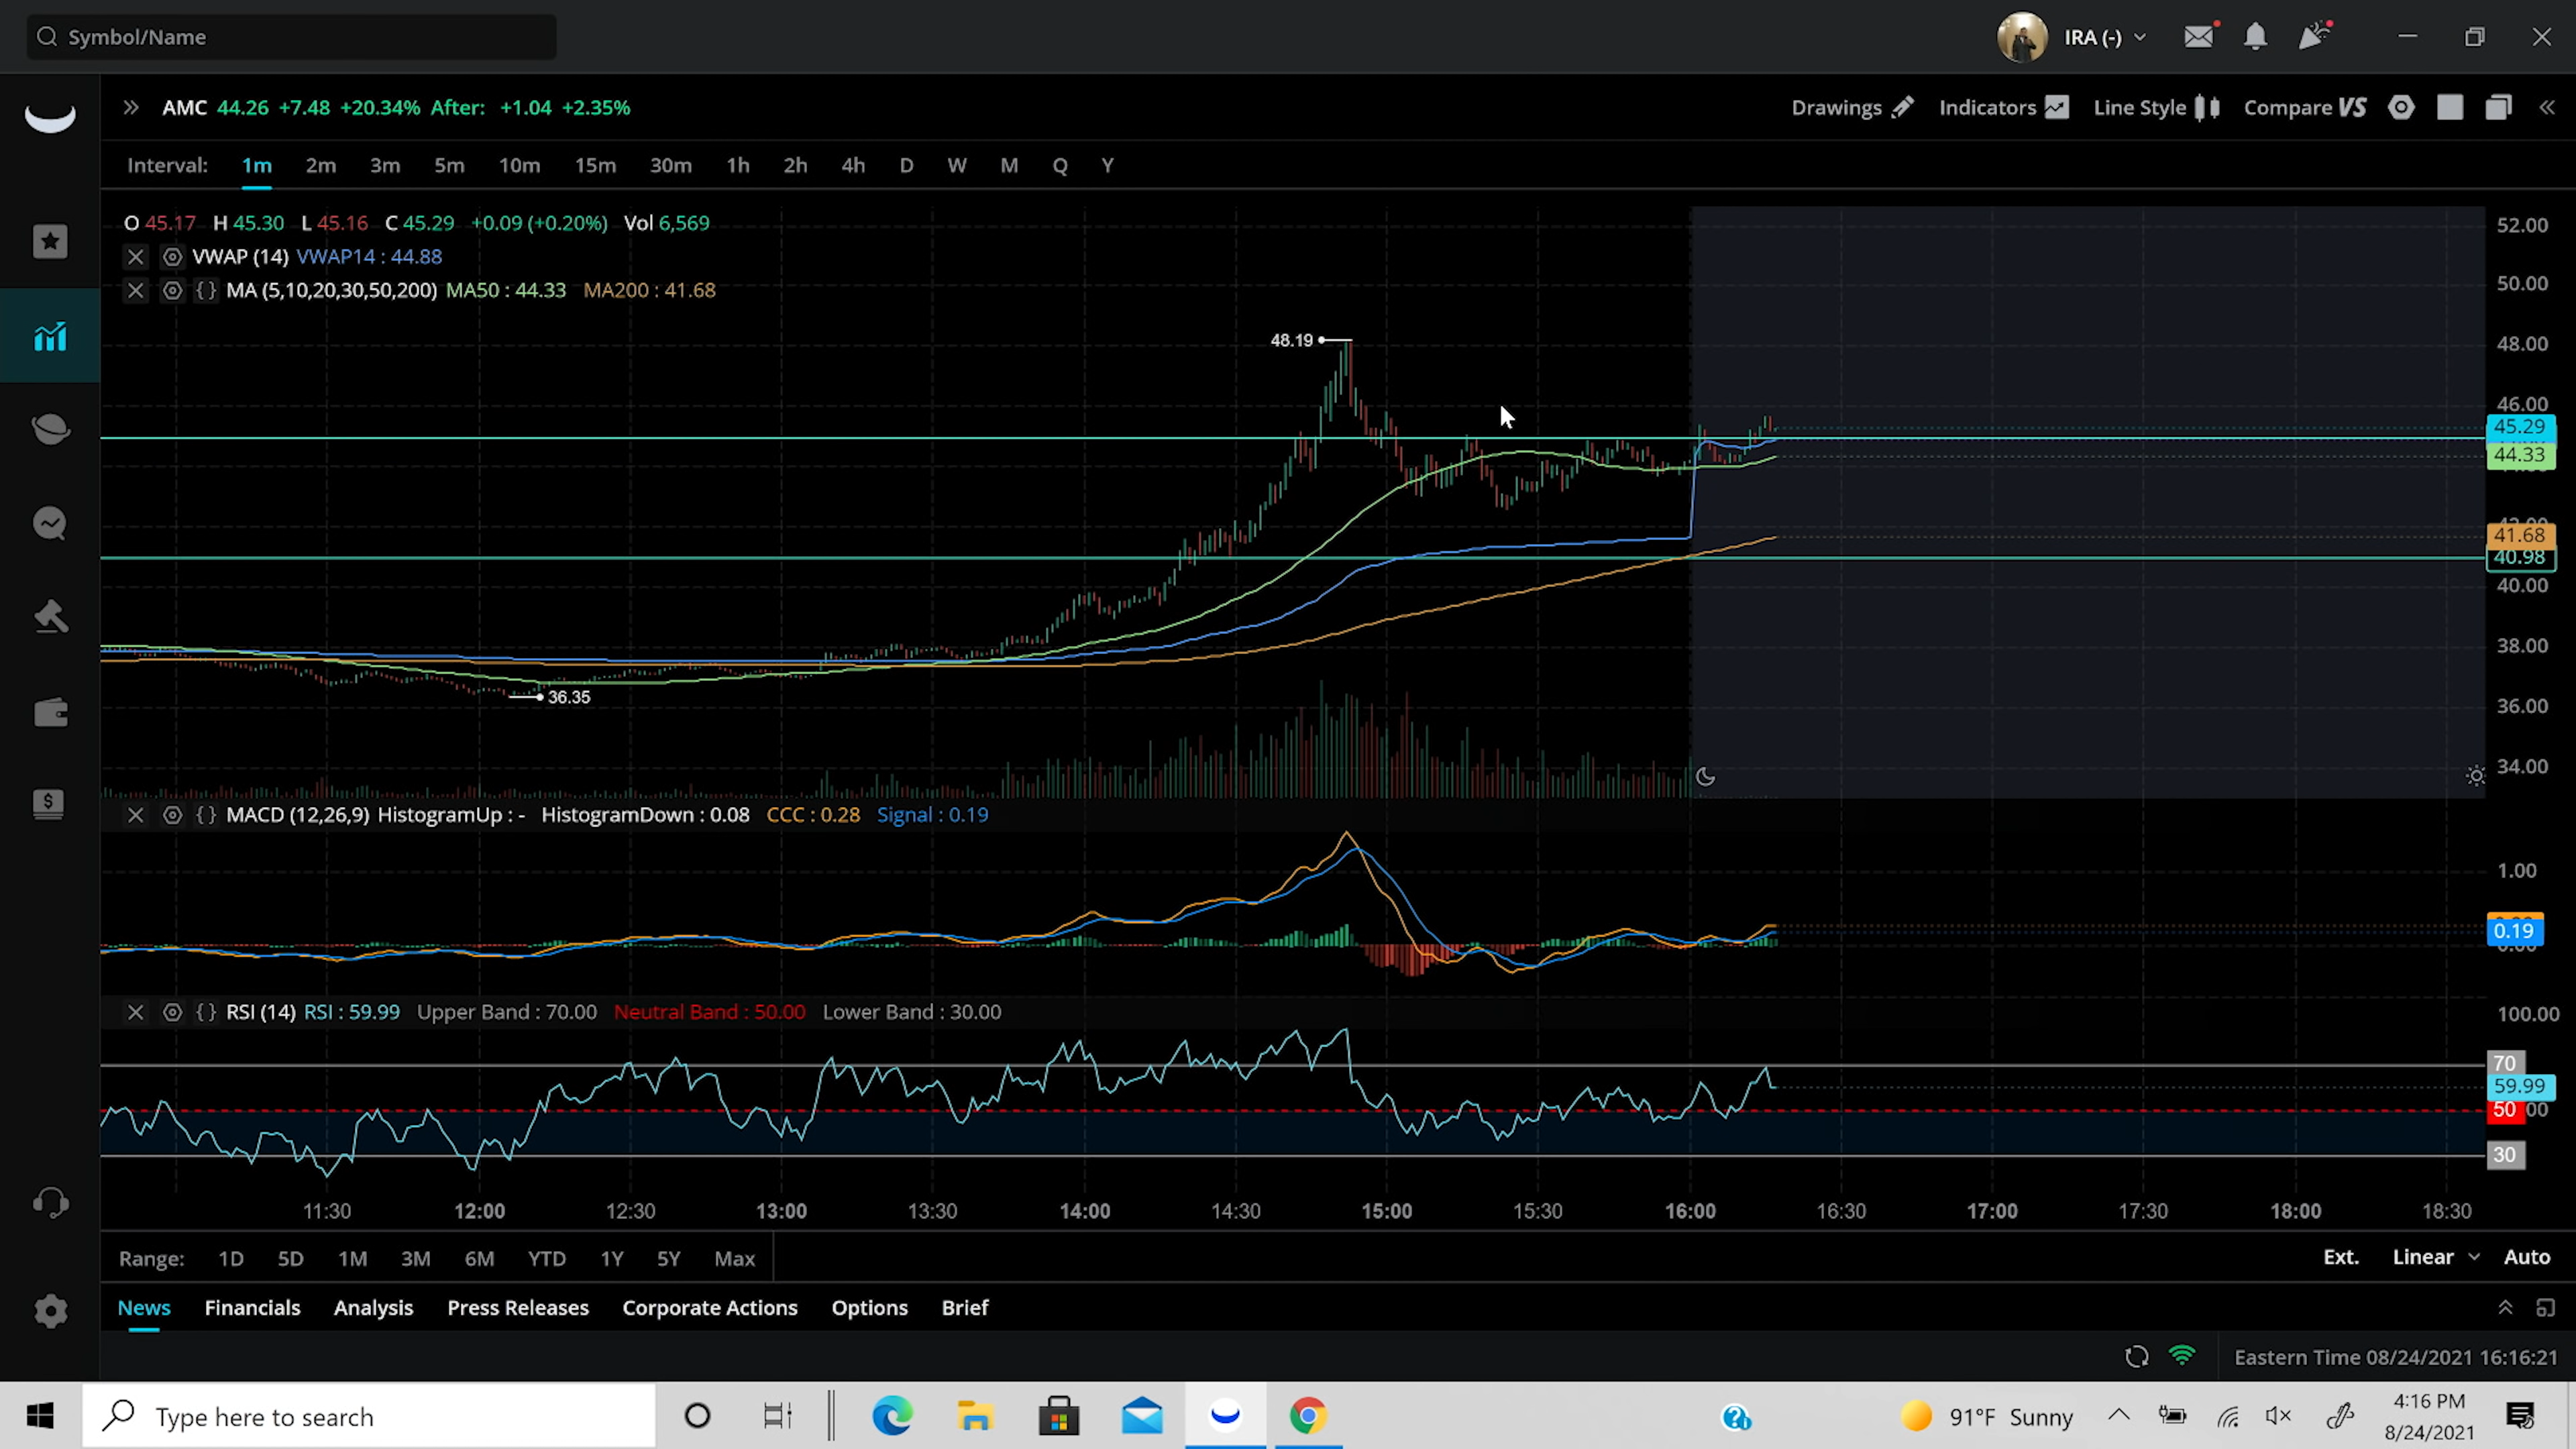 Symbol/Name
IRA (-)
AMC 44.26 +7.48 +20.34% After: +1.04 +2.35%
Drawings Indicators Line Style Compare VS
Interval: 1m 2m 3m 5m 10m 15m 30m 1h 2h 4h D W M Q Y
O 45.17 H 45.30 L 45.16 C 45.29 +0.09 (+0.20%) Vol 6,569
VWAP (14) VWAP14 : 44.88
MA (5,10,20,30,50,200) MA50 : 44.33 MA200 : 41.68
52.00
50.00
48.19
48.00
46.00
45.29
44.33
41.68
40.98
40.00
38.00
36.35
36.00
34.00
MACD (12,26,9) HistogramUp : - HistogramDown : 0.08 CCC : 0.28 Signal : 0.19
1.00
0.19
RSI (14) RSI : 59.99 Upper Band : 70.00 Neutral Band : 50.00 Lower Band : 30.00
100.00
70
59.99
50
30
11:30 12:00 12:30 13:00 13:30 14:00 14:30 15:00 15:30 16:00 16:30 17:00 17:30 18:00 18:30
Range: 1D 5D 1M 3M 6M YTD 1Y 5Y Max
Ext. Linear Auto
News Financials Analysis Press Releases Corporate Actions Options Brief
Eastern Time 08/24/2021 16:16:21
Type here to search
91°F Sunny
4:16 PM
8/24/2021